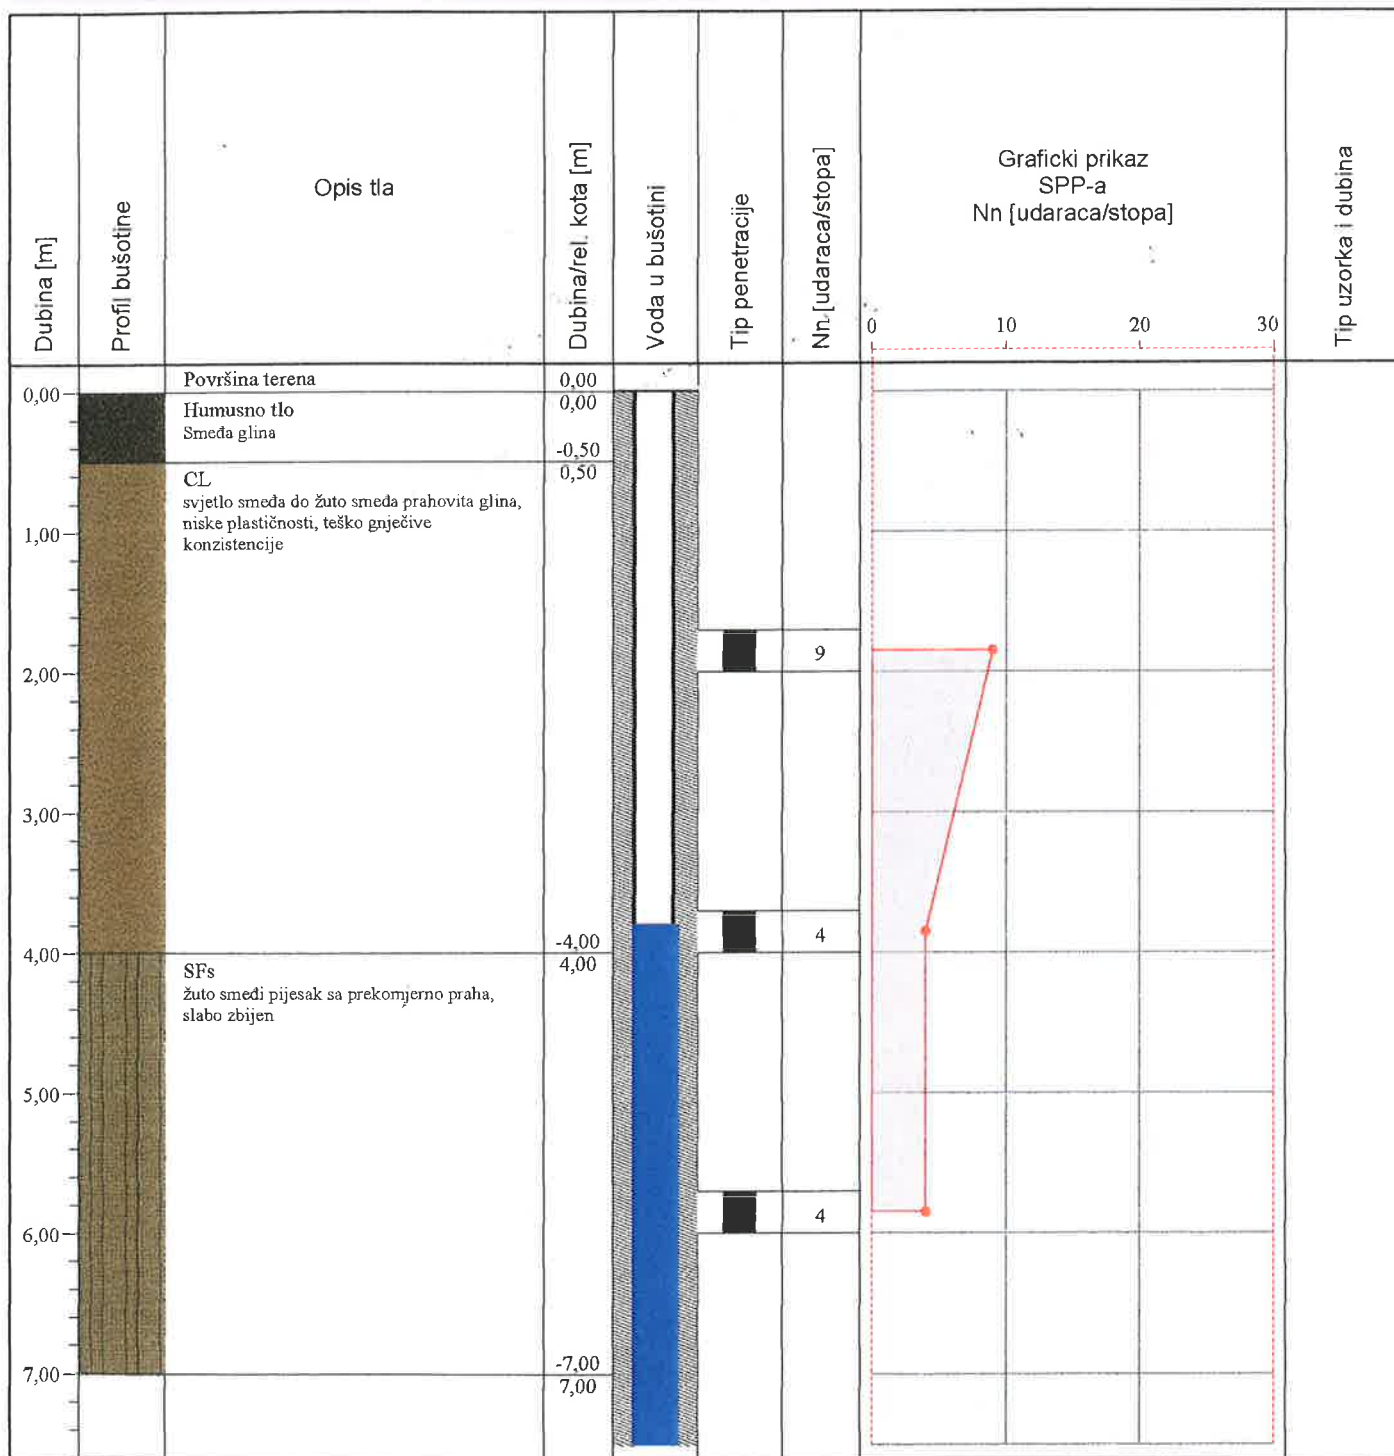 Dubina [m]
Profil bušotine
Opis tla
Dubina/rel. kota [m]
Voda u bušotini
Tip penetracije
Nn [udaraca/stopa]
Graficki prikaz
SPP-a
Nn [udaraca/stopa]
0 10 20 30
Tip uzorka i dubina
Površina terena 0,00
0,00 0,00
Humusno tlo
Smeđa glina
-0,50
0,50
CL
svjetlo smeđa do žuto smeđa prahovita glina,
niske plastičnosti, teško gnječive
konzistencije
1,00
9
2,00
3,00
4
-4,00
4,00 4,00
SFs
žuto smeđi pijesak sa prekomjerno praha,
slabo zbijen
5,00
4
6,00
-7,00
7,00 7,00